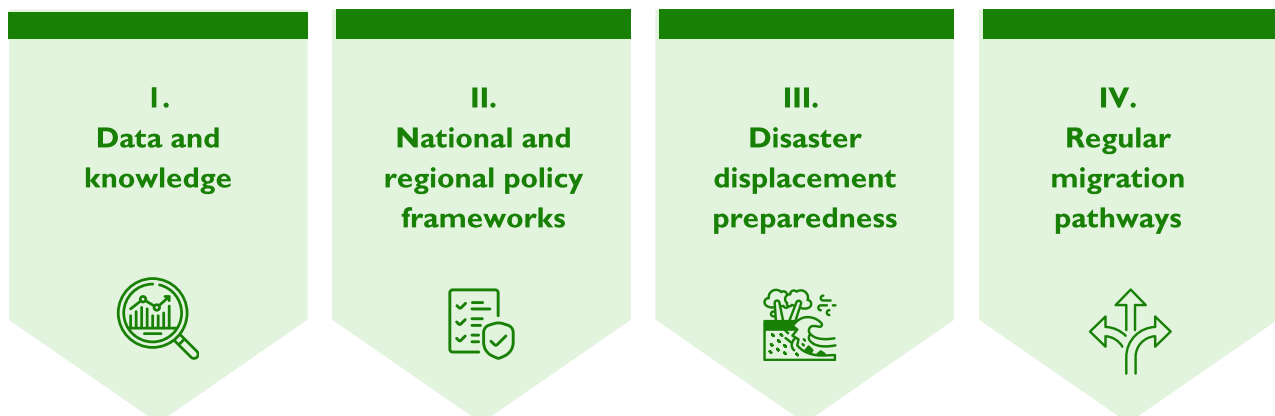 I.
Data and
knowledge
II.
National and
regional policy
frameworks
III.
Disaster
displacement
preparedness
IV.
Regular
migration
pathways